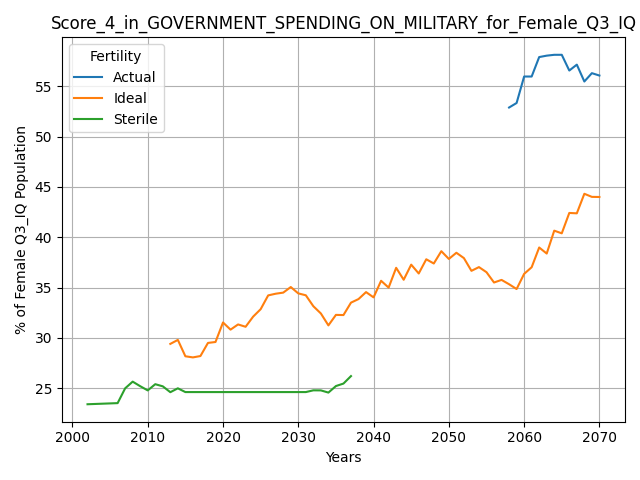 Score_4_in_GOVERNMENT_SPENDING_ON_MILITARY_for_Female_Q3_IQ
Fertility
Actual
Ideal
Sterile
% of Female Q3_IQ Population
55
50
45
40
35
30
25
2000 2010 2020 2030 2040 2050 2060 2070
Years